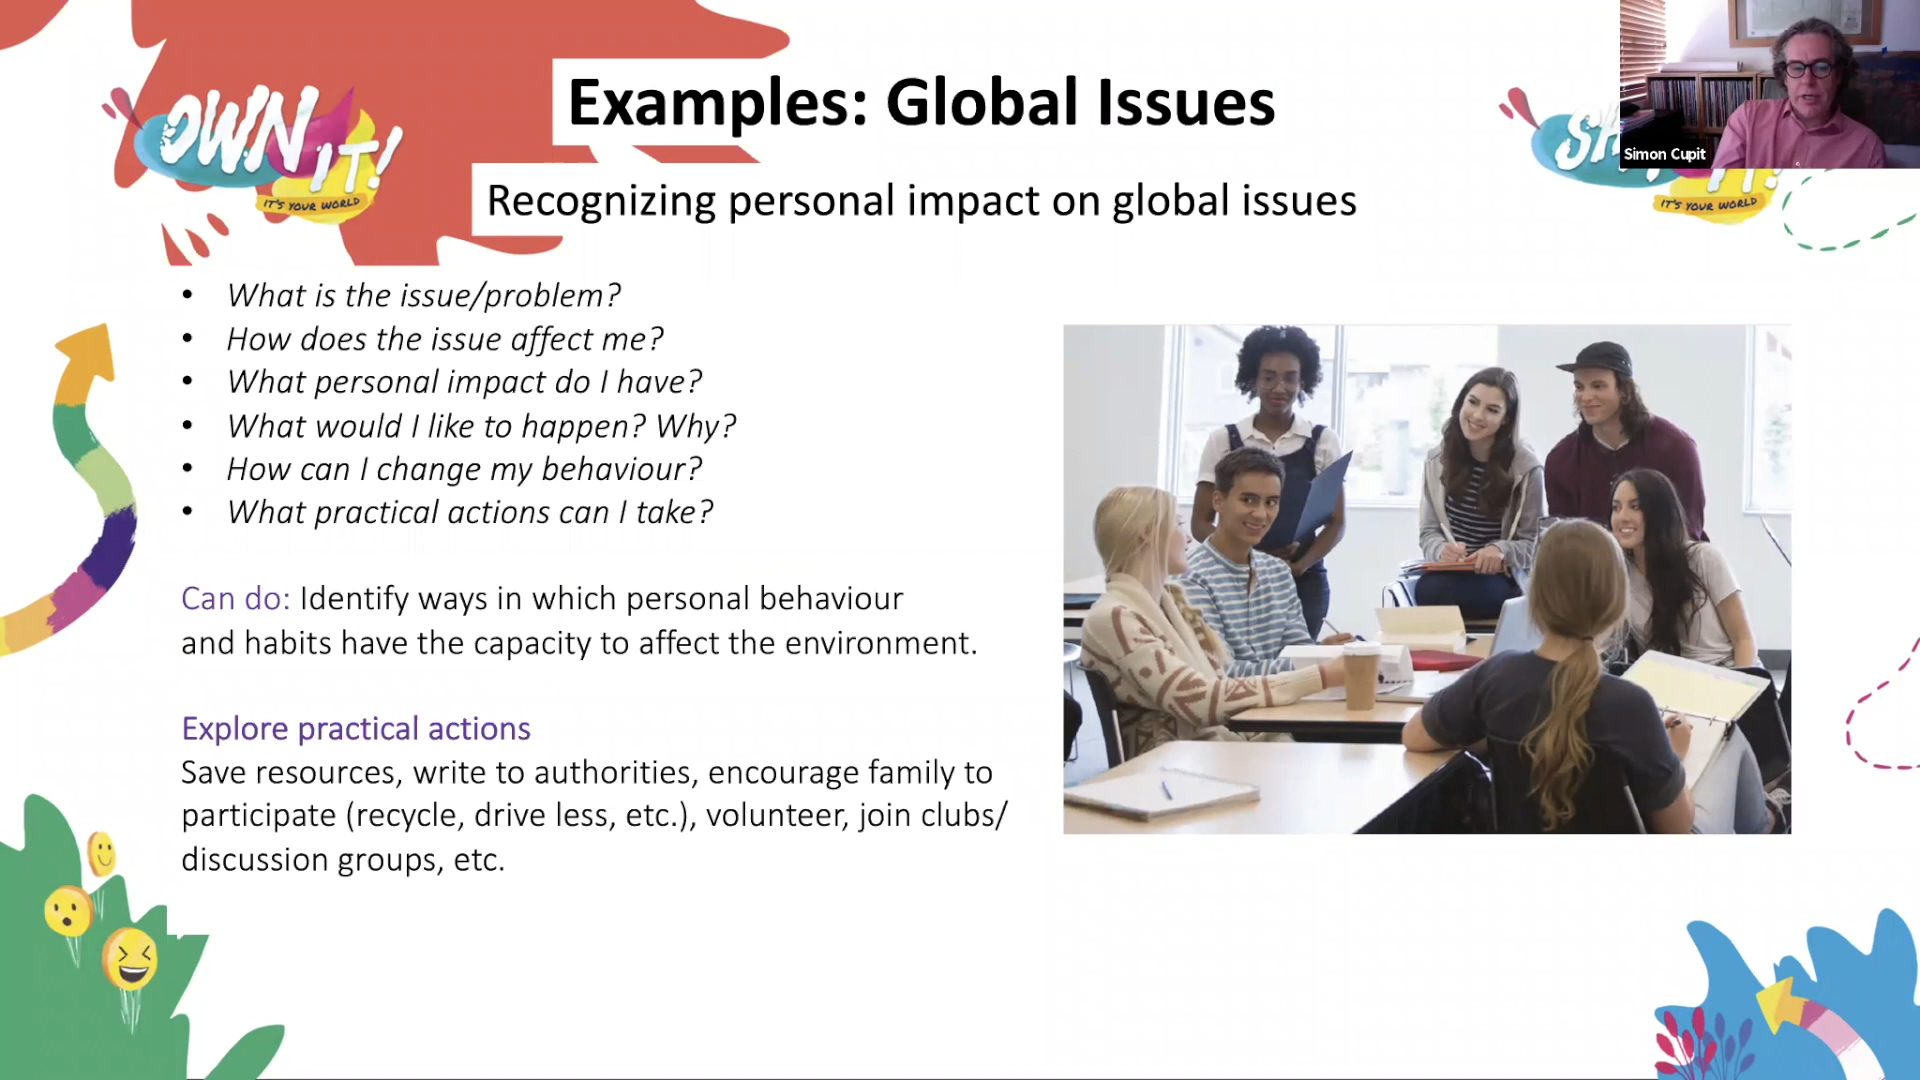 Examples: Global Issues
Recognizing personal impact on global issues
OWN
IT!
IT'S YOUR WORLD
IT'S YOUR WORLD
Simon Cupit
• What is the issue/problem?
• How does the issue affect me?
• What personal impact do I have?
• What would I like to happen? Why?
• How can I change my behaviour?
• What practical actions can I take?
Can do: Identify ways in which personal behaviour
and habits have the capacity to affect the environment.
Explore practical actions
Save resources, write to authorities, encourage family to
participate (recycle, drive less, etc.), volunteer, join clubs/
discussion groups, etc.